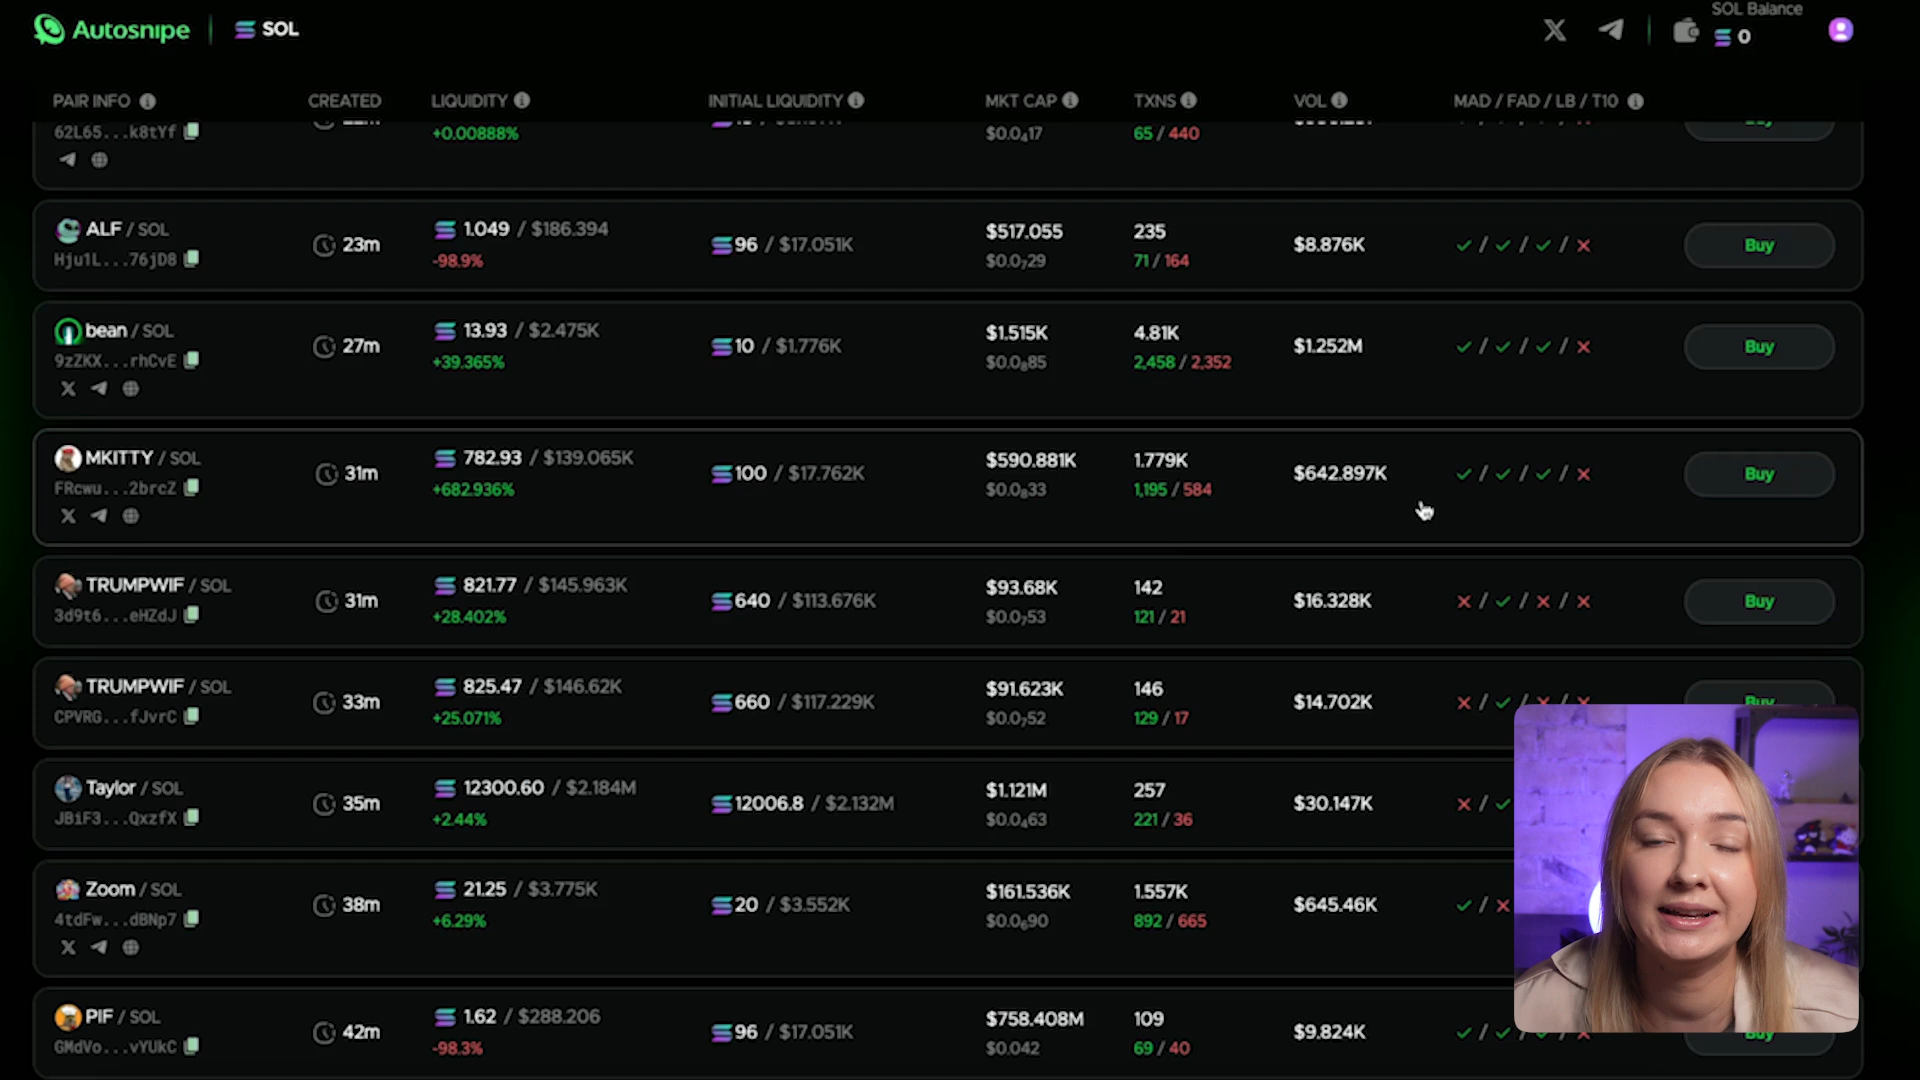 Autosnipe
SOL
SOL Balance
0
PAIR INFO CREATED LIQUIDITY INITIAL LIQUIDITY MKT CAP TXNS VOL MAD / FAD / LB / T10
62L65...k8tYf +0.00888% $0.0₄17 65 / 440
ALF / SOL 1.049 / $186.394 $517.055 235
23m 96 / $17.051K $8.876K ✓ / ✓ / ✓ / ✕ Buy
Hju1L...76jD8 -98.9% $0.0₇29 71 / 164
bean / SOL 13.93 / $2.475K $1.515K 4.81K
27m 10 / $1.776K $1.252M ✓ / ✓ / ✓ / ✕ Buy
9zZKX...rhCvE +39.365% $0.0₈85 2,458 / 2,352
MKITTY / SOL 782.93 / $139.065K $590.881K 1.779K
31m 100 / $17.762K $642.897K ✓ / ✓ / ✓ / ✕ Buy
FRcwu...2brcZ +682.936% $0.0₈33 1,195 / 584
TRUMPWIF / SOL 821.77 / $145.963K $93.68K 142
31m 640 / $113.676K $16.328K ✕ / ✓ / ✕ / ✕ Buy
3d9t6...eHZdJ +28.402% $0.0₇53 121 / 21
TRUMPWIF / SOL 825.47 / $146.62K $91.623K 146
33m 660 / $117.229K $14.702K ✕ / ✓ / ✕ / ✕ Buy
CPVRG...fJvrC +25.071% $0.0₇52 129 / 17
Taylor / SOL 12300.60 / $2.184M $1.121M 257
35m 12006.8 / $2.132M $30.147K ✕ / ✓
JBiF3...QxzfX +2.44% $0.0₄63 221 / 36
Zoom / SOL 21.25 / $3.775K $161.536K 1.557K
38m 20 / $3.552K $645.46K ✓ / ✕
4tdFw...dBNp7 +6.29% $0.0₆90 892 / 665
PIF / SOL 1.62 / $288.206 $758.408M 109
42m 96 / $17.051K $9.824K ✓ / ✓ / ✓ / ✕ Buy
GMdVo...vYUkC -98.3% $0.042 69 / 40